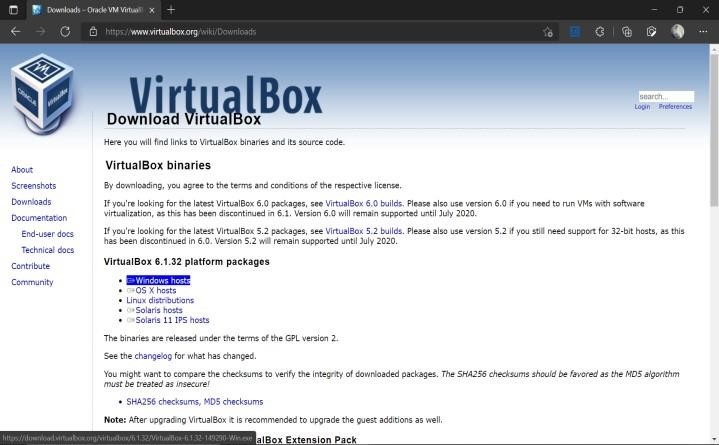 Downloads – Oracle VM VirtualB
https://www.virtualbox.org/wiki/Downloads
ORACLE
VM
VirtualBox
VirtualBox
search...
Login Preferences
About
Screenshots
Downloads
Documentation
End-user docs
Technical docs
Contribute
Community
Download VirtualBox
Here you will find links to VirtualBox binaries and its source code.
VirtualBox binaries
By downloading, you agree to the terms and conditions of the respective license.
If you're looking for the latest VirtualBox 6.0 packages, see VirtualBox 6.0 builds. Please also use version 6.0 if you need to run VMs with software
virtualization, as this has been discontinued in 6.1. Version 6.0 will remain supported until July 2020.
If you're looking for the latest VirtualBox 5.2 packages, see VirtualBox 5.2 builds. Please also use version 5.2 if you still need support for 32-bit hosts, as this
has been discontinued in 6.0. Version 5.2 will remain supported until July 2020.
VirtualBox 6.1.32 platform packages
• Windows hosts
• OS X hosts
• Linux distributions
• Solaris hosts
• Solaris 11 IPS hosts
The binaries are released under the terms of the GPL version 2.
See the changelog for what has changed.
You might want to compare the checksums to verify the integrity of downloaded packages. The SHA256 checksums should be favored as the MD5 algorithm
must be treated as insecure!
• SHA256 checksums, MD5 checksums
Note: After upgrading VirtualBox it is recommended to upgrade the guest additions as well.
https://download.virtualbox.org/virtualbox/6.1.32/VirtualBox-6.1.32-149290-Win.exe
ualBox Extension Pack